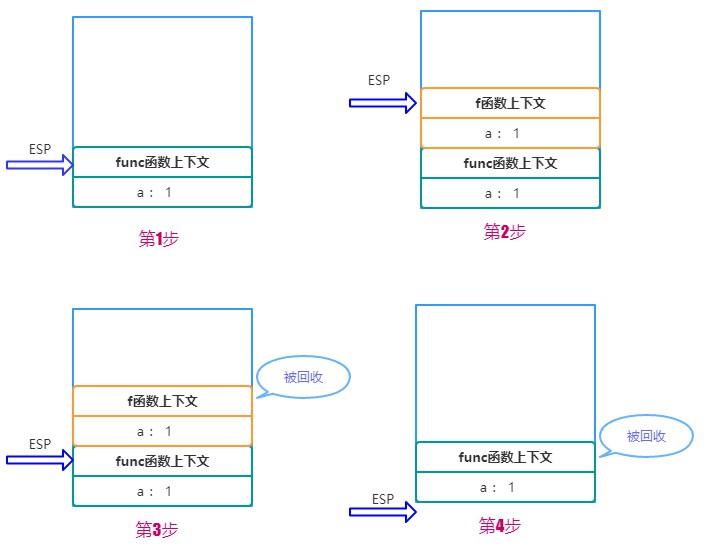 ESP
func函数上下文
a： 1
第1步
ESP
f函数上下文
a： 1
func函数上下文
a： 1
第2步
被回收
f函数上下文
a： 1
ESP
func函数上下文
a： 1
第3步
被回收
func函数上下文
a： 1
ESP
第4步